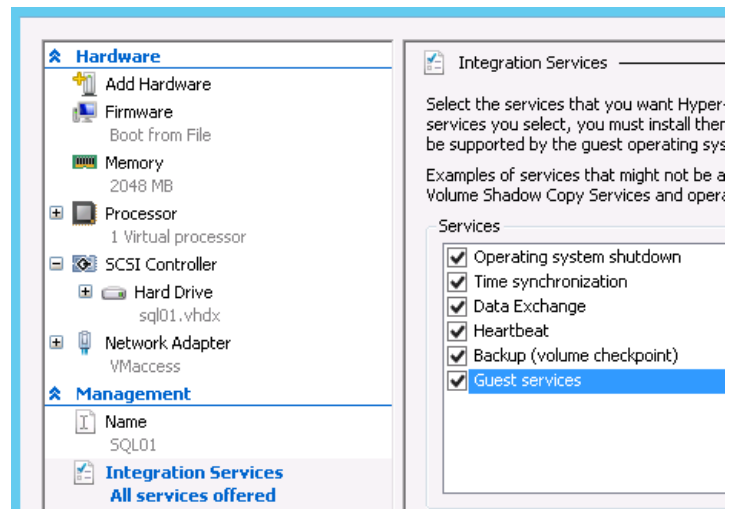 Hardware
Add Hardware
Firmware
Boot from File
Memory
2048 MB
Processor
1 Virtual processor
SCSI Controller
Hard Drive
sql01.vhdx
Network Adapter
VMaccess
Management
Name
SQL01
Integration Services
All services offered
Integration Services
Select the services that you want Hyper-
services you select, you must install ther
be supported by the guest operating sys
Examples of services that might not be a
Volume Shadow Copy Services and opera
Services
Operating system shutdown
Time synchronization
Data Exchange
Heartbeat
Backup (volume checkpoint)
Guest services